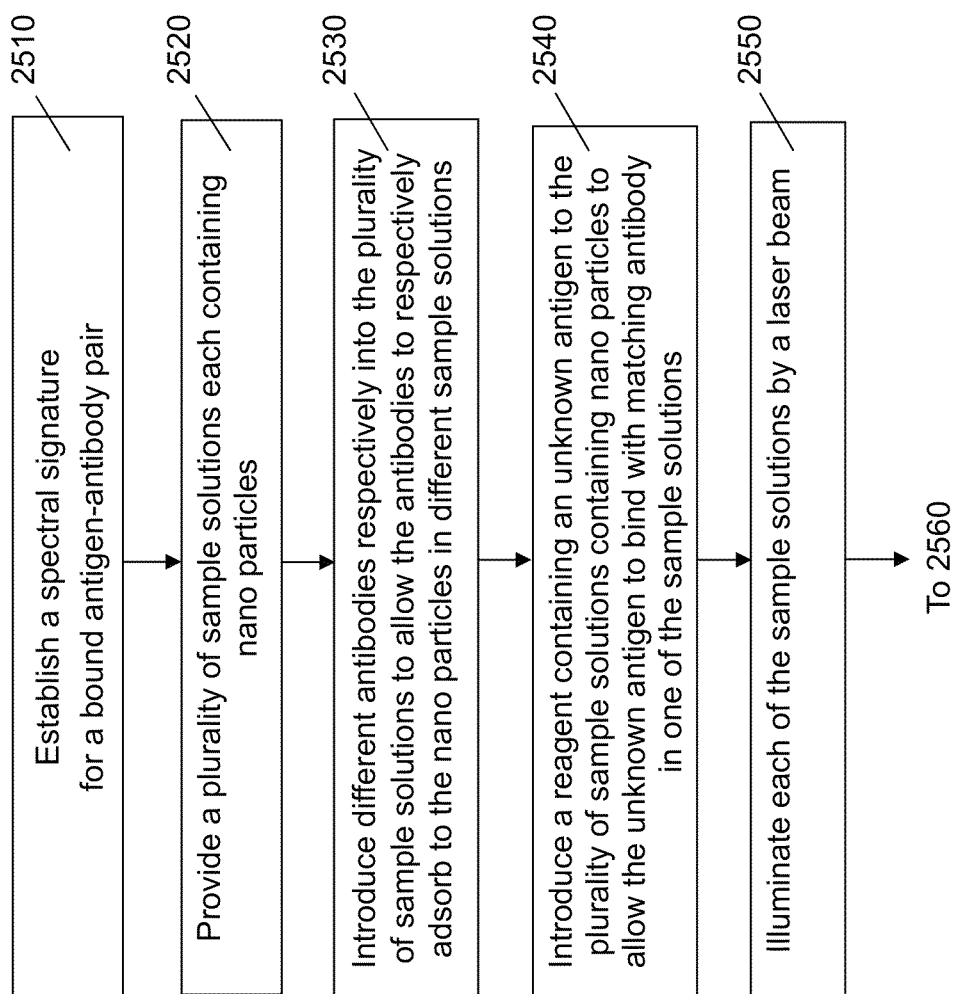 2510
Establish a spectral signature
for a bound antigen-antibody pair
2520
Provide a plurality of sample solutions each containing
nano particles
2530
Introduce different antibodies respectively into the plurality
of sample solutions to allow the antibodies to respectively
adsorb to the nano particles in different sample solutions
2540
Introduce a reagent containing an unknown antigen to the
plurality of sample solutions containing nano particles to
allow the unknown antigen to bind with matching antibody
in one of the sample solutions
2550
Illuminate each of the sample solutions by a laser beam
To 2560